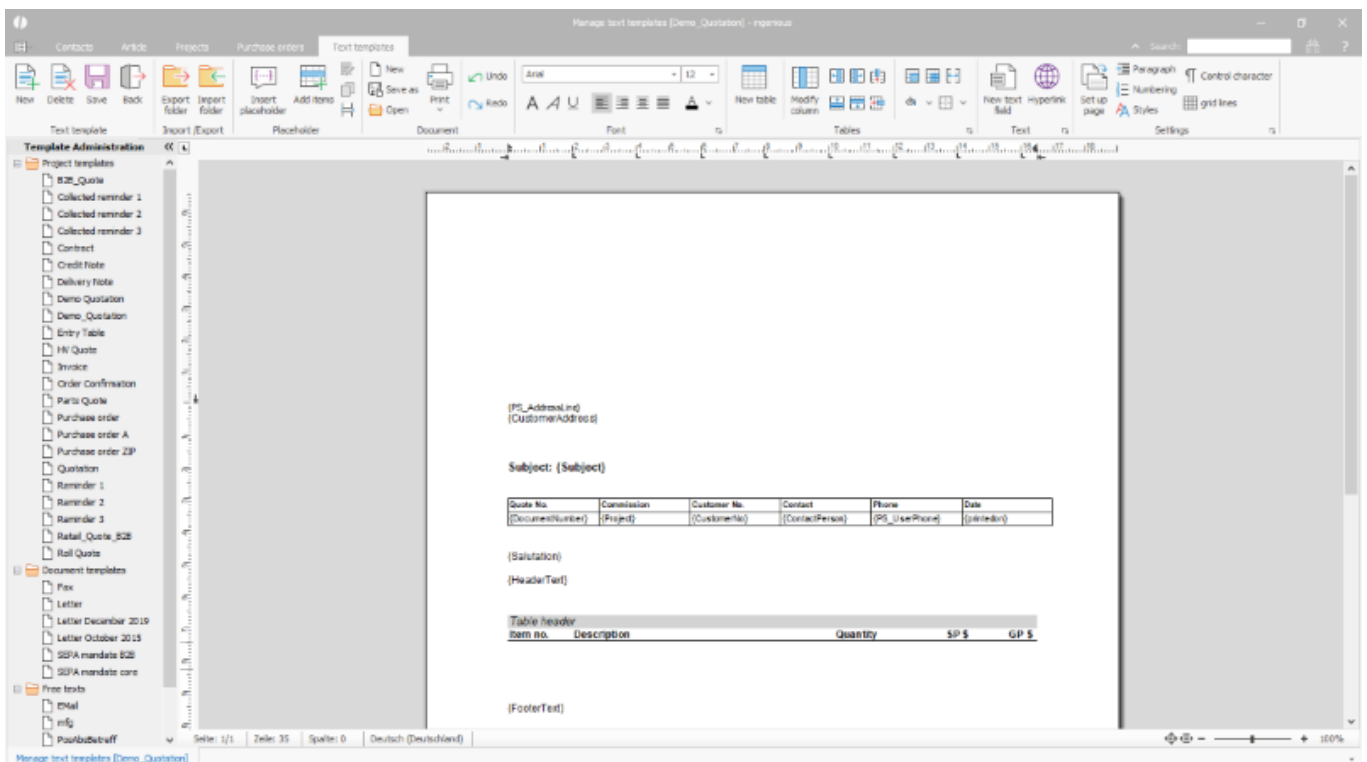 Manage text templates [Demo_Quotation] - ingenious
Contacts Article Projects Purchase orders Text templates Search: ?
New Delete Save Back Export folder Import folder Insert placeholder Add items New Save as Open Print Undo Redo Arial 12 A A U A New table Modify column New text field Hyperlink Set up page Paragraph Numbering Styles Control character grid lines
Text template Import /Export Placeholder Document Font Tables Text Settings
Template Administration
Project templates
B2B_Quote
Collected reminder 1
Collected reminder 2
Collected reminder 3
Contract
Credit Note
Delivery Note
Demo Quotation
Demo_Quotation
Entry Table
HV Quote
Invoice
Order Confirmation
Parts Quote
Purchase order
Purchase order A
Purchase order ZIP
Quotation
Reminder 1
Reminder 2
Reminder 3
Retail_Quote_B2B
Roll Quote
Document templates
Fax
Letter
Letter December 2019
Letter October 2015
SEPA mandate B2B
SEPA mandate core
Free texts
EMail
mfg
PosAbsBetreff
{PS_AddressLine}
{CustomerAddress}
Subject: {Subject}
Quote No. Commission Customer No. Contact Phone Date
{DocumentNumber} {Project} {CustomerNo} {ContactPerson} {PS_UserPhone} {printedon}
{Salutation}
{HeaderText}
Table header
Item no. Description Quantity SP $ GP $
{FooterText}
Seite: 1/1 Zeile: 35 Spalte: 0 Deutsch (Deutschland) 100%
Manage text templates [Demo_Quotation]